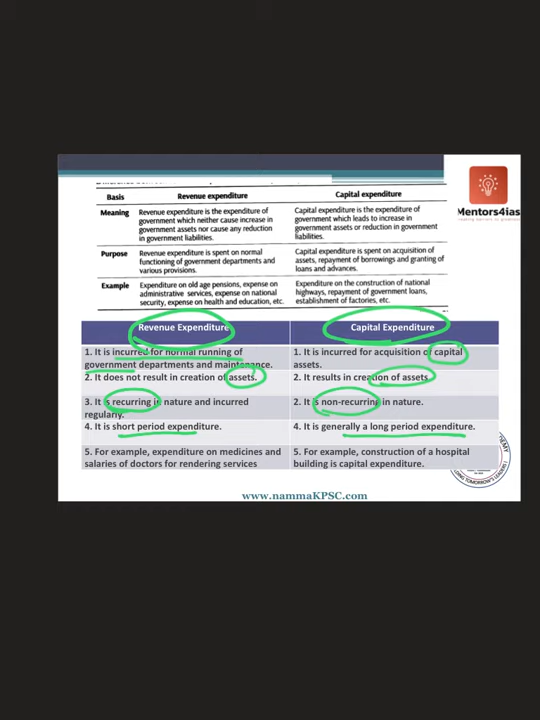 Mentors4ias
Basis Revenue expenditure Capital expenditure
Meaning
Revenue expenditure is the expenditure of
government which neither cause increase in
government assets nor cause any reduction
in government liabilities.
Capital expenditure is the expenditure of
government which leads to increase in
government assets or reduction in government
liabilities.
Purpose
Revenue expenditure is spent on normal
functioning of government departments and
various provisions.
Capital expenditure is spent on acquisition of
assets, repayment of borrowings and granting of
loans and advances.
Example
Expenditure on old age pensions, expense on
administrative services, expense on national
security, expense on health and education, etc.
Expenditure on the construction of national
highways, repayment of government loans,
establishment of factories, etc.
Revenue Expenditure
Capital Expenditure
1. It is incurred for normal running of
government departments and maintenance.
1. It is incurred for acquisition of capital
assets.
2. It does not result in creation of assets.
2. It results in creation of assets
3. It is recurring in nature and incurred
regularly.
2. It is non-recurring in nature.
4. It is short period expenditure.
4. It is generally a long period expenditure.
5. For example, expenditure on medicines and
salaries of doctors for rendering services
5. For example, construction of a hospital
building is capital expenditure.
www.nammaKPSC.com